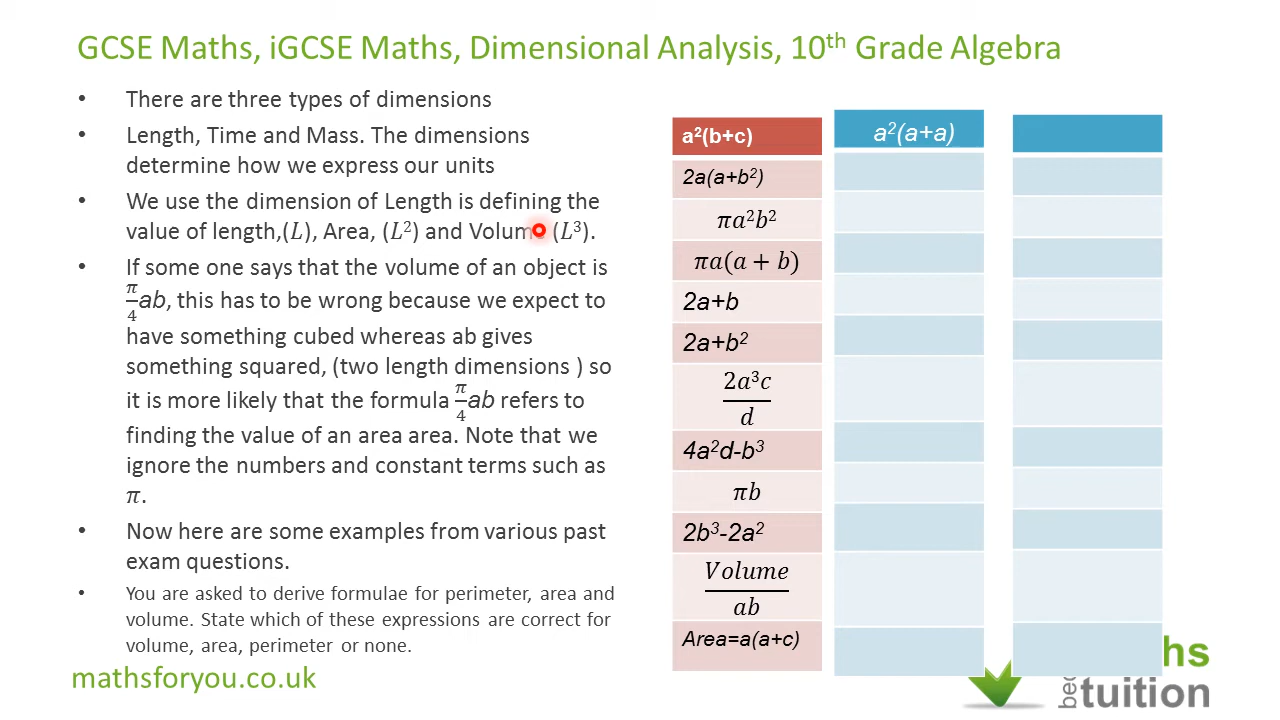 GCSE Maths, iGCSE Maths, Dimensional Analysis, 10th Grade Algebra
• There are three types of dimensions
• Length, Time and Mass. The dimensions
determine how we express our units
• We use the dimension of Length is defining the
value of length,(L), Area, (L²) and Volum (L³).
• If some one says that the volume of an object is
π/4 ab, this has to be wrong because we expect to
have something cubed whereas ab gives
something squared, (two length dimensions ) so
it is more likely that the formula π/4 ab refers to
finding the value of an area area. Note that we
ignore the numbers and constant terms such as
π.
• Now here are some examples from various past
exam questions.
• You are asked to derive formulae for perimeter, area and
volume. State which of these expressions are correct for
volume, area, perimeter or none.
mathsforyou.co.uk
a²(b+c)
2a(a+b²)
πa²b²
πa(a + b)
2a+b
2a+b²
2a³c/d
4a²d-b³
πb
2b³-2a²
Volume/ab
Area=a(a+c)
a²(a+a)
hs
tuition